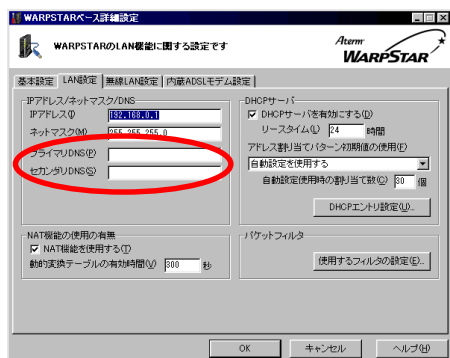 WARPSTARベース詳細設定
WARPSTARのLAN機能に関する設定です
Aterm
WARPSTAR
基本設定 LAN設定 無線LAN設定 内蔵ADSLモデム設定
IPアドレス/ネットマスク/DNS
IPアドレス(I) 192.168.0.1
ネットマスク(M) 255.255.255.0
プライマリDNS(P)
セカンダリDNS(S)
NAT機能の使用の有無
NAT機能を使用する(T)
動的変換テーブルの有効時間(V) 300 秒
DHCPサーバ
DHCPサーバを有効にする(D)
リースタイム(L) 24 時間
アドレス割り当てパターン初期値の使用(F)
自動設定を使用する
自動設定使用時の割り当て数(C) 30 個
DHCPエントリ設定(U)...
パケットフィルタ
使用するフィルタの設定(E)...
OK キャンセル ヘルプ(H)